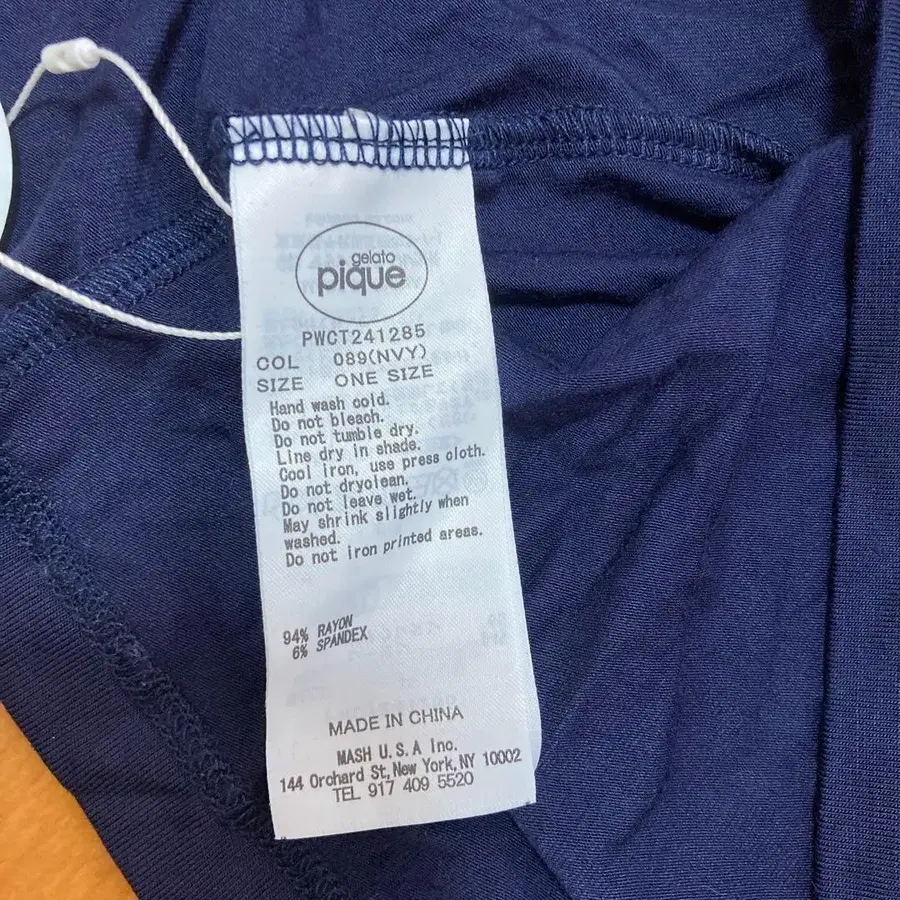 gelato
pique
PWCT241285
COL 089(NVY)
SIZE ONE SIZE
Hand wash cold.
Do not bleach.
Do not tumble dry.
Line dry in shade.
Cool iron, use press cloth.
Do not dryclean.
Do not leave wet.
May shrink slightly when
washed.
Do not iron printed areas.
94% RAYON
6% SPANDEX
MADE IN CHINA
MASH U.S.A Inc.
144 Orchard St, New York, NY 10002
TEL 917 409 5520